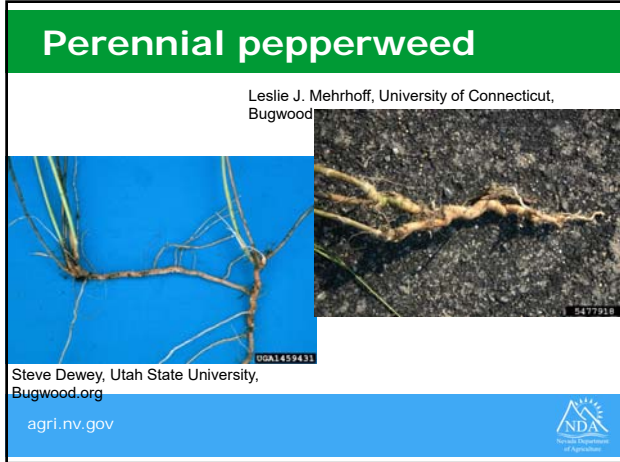 Perennial pepperweed
Leslie J. Mehrhoff, University of Connecticut,
Bugwood
5477918
UGA1459431
Steve Dewey, Utah State University,
Bugwood.org
agri.nv.gov
NDA
Nevada Department
of Agriculture